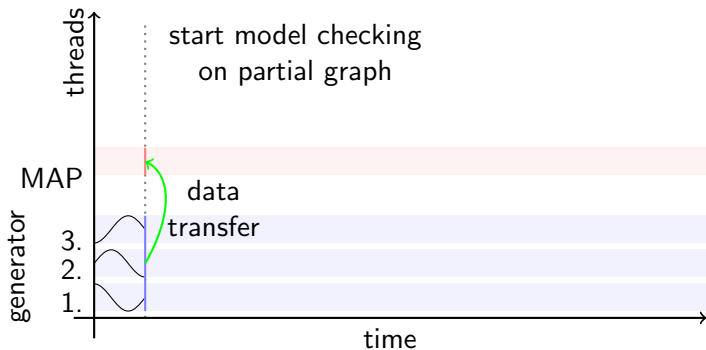 threads
start model checking
on partial graph
MAP
data
transfer
generator
3.
2.
1.
time